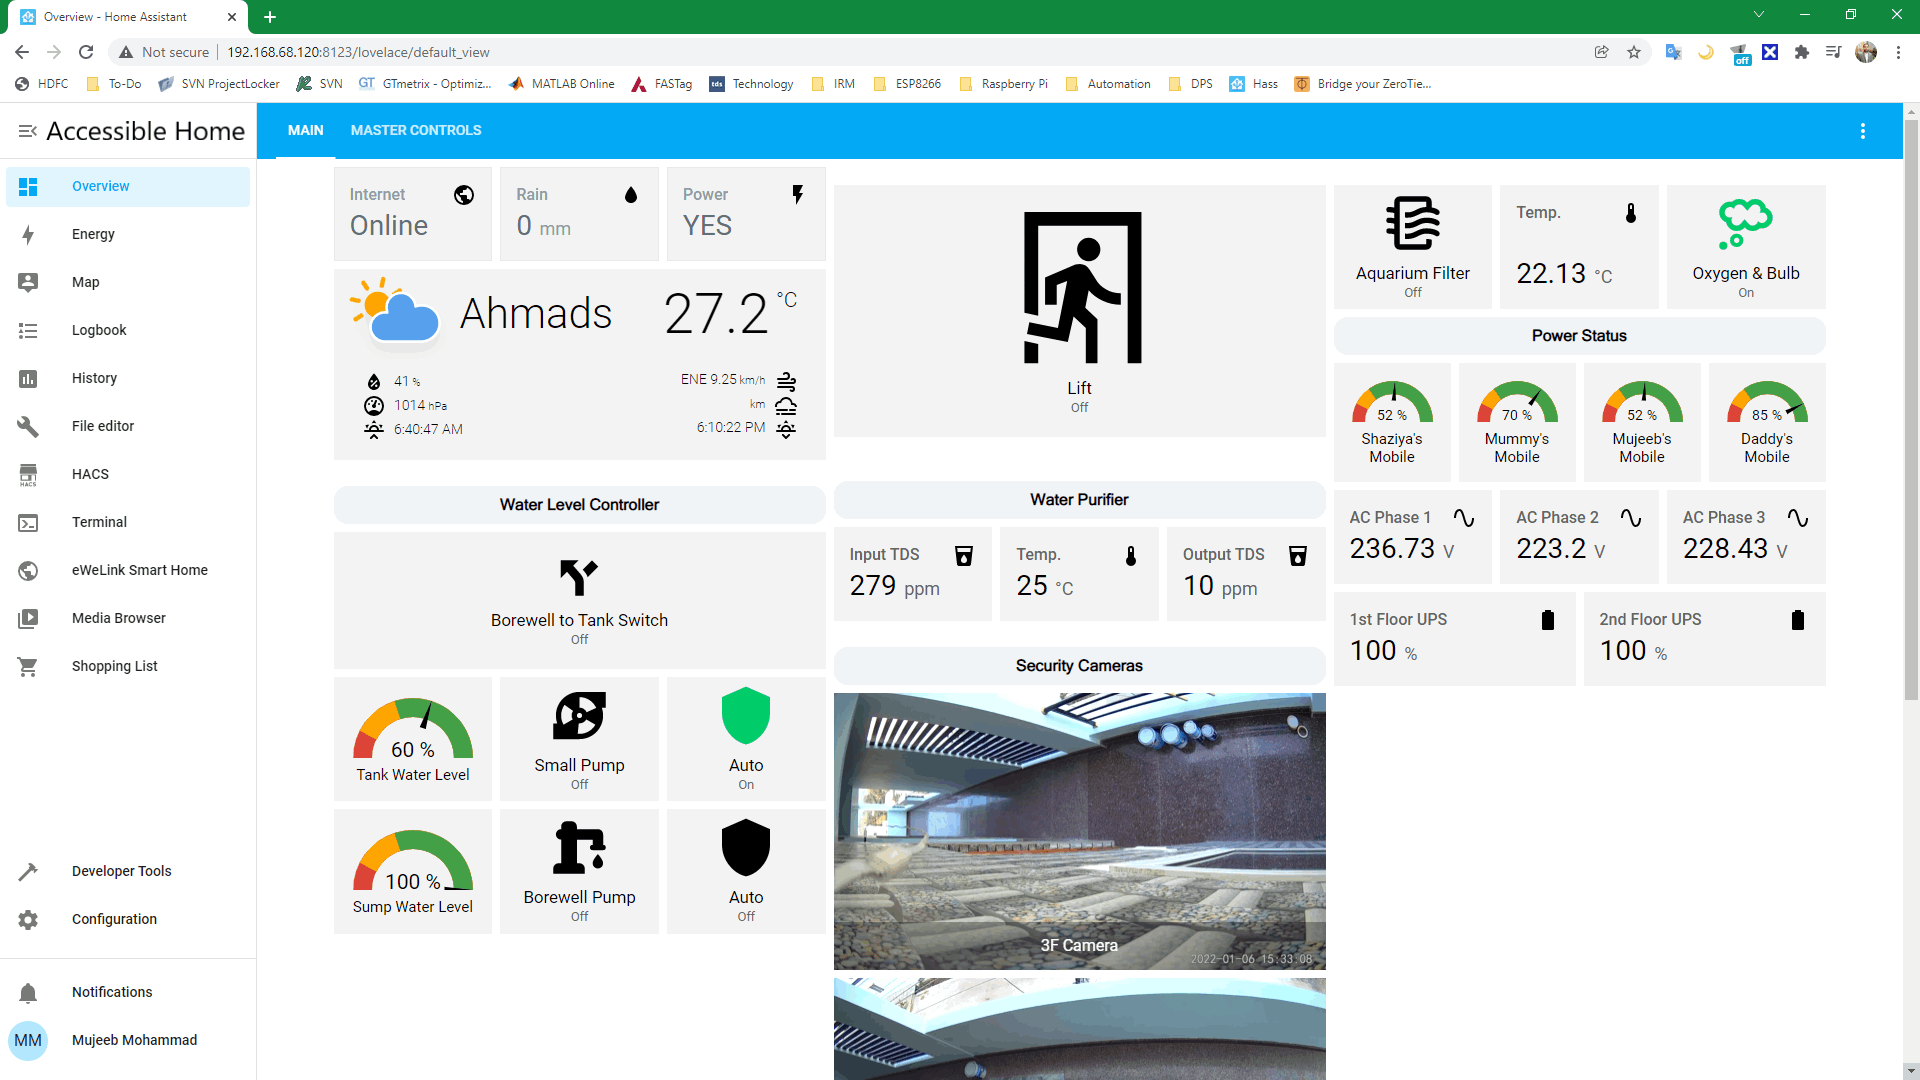 Overview - Home Assistant
Not secure
192.168.68.120:8123/lovelace/default_view
off
HDFC
To-Do
SVN ProjectLocker
SVN
GT
GTmetrix - Optimiz...
MATLAB Online
FASTag
tds
Technology
IRM
ESP8266
Raspberry Pi
Automation
DPS
Hass
Bridge your ZeroTie...
Accessible Home
MAIN
MASTER CONTROLS
Overview
Energy
Map
Logbook
History
File editor
HACS
HACS
Terminal
eWeLink Smart Home
Media Browser
Shopping List
Developer Tools
Configuration
Notifications
MM
Mujeeb Mohammad
Internet
Online
Rain
0 mm
Power
YES
Ahmads
27.2 °C
41 %
1014 hPa
6:40:47 AM
ENE 9.25 km/h
km
6:10:22 PM
Water Level Controller
Borewell to Tank Switch
Off
60 %
Tank Water Level
Small Pump
Off
Auto
On
100 %
Sump Water Level
Borewell Pump
Off
Auto
Off
Lift
Off
Water Purifier
Input TDS
279 ppm
Temp.
25 °C
Output TDS
10 ppm
Security Cameras
3F Camera
2022-01-06 15:33:08
Aquarium Filter
Off
Temp.
22.13 °C
Oxygen & Bulb
On
Power Status
52 %
Shaziya's
Mobile
70 %
Mummy's
Mobile
52 %
Mujeeb's
Mobile
85 %
Daddy's
Mobile
AC Phase 1
236.73 V
AC Phase 2
223.2 V
AC Phase 3
228.43 V
1st Floor UPS
100 %
2nd Floor UPS
100 %